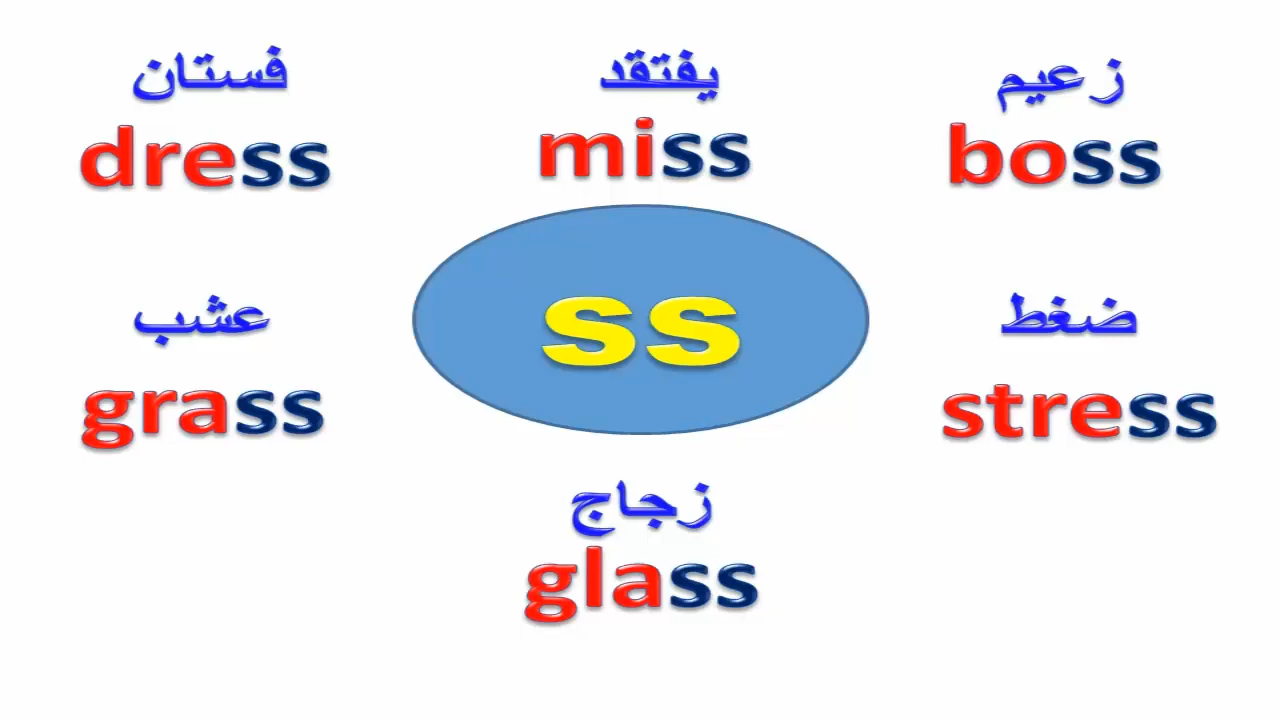 فستان
dress
يفتقد
miss
زعيم
boss
ss
عشب
grass
ضغط
stress
زجاج
glass